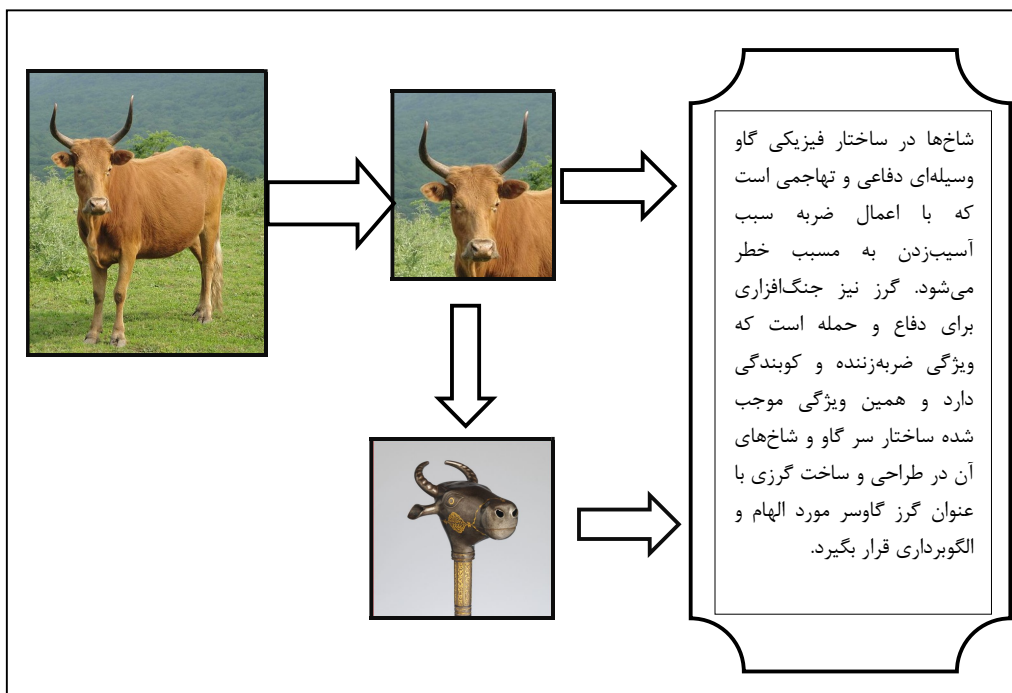 شاخ‌ها در ساختار فیزیکی گاو
وسیله‌ای دفاعی و تهاجمی است
که با اعمال ضربه سبب
آسیب‌زدن به مسبب خطر
می‌شود. گرز نیز جنگ‌افزاری
برای دفاع و حمله است که
ویژگی ضربه‌زننده و کوبندگی
دارد و همین ویژگی موجب
شده ساختار سر گاو و شاخ‌های
آن در طراحی و ساخت گرزی با
عنوان گرز گاوسر مورد الهام و
الگوبرداری قرار بگیرد.